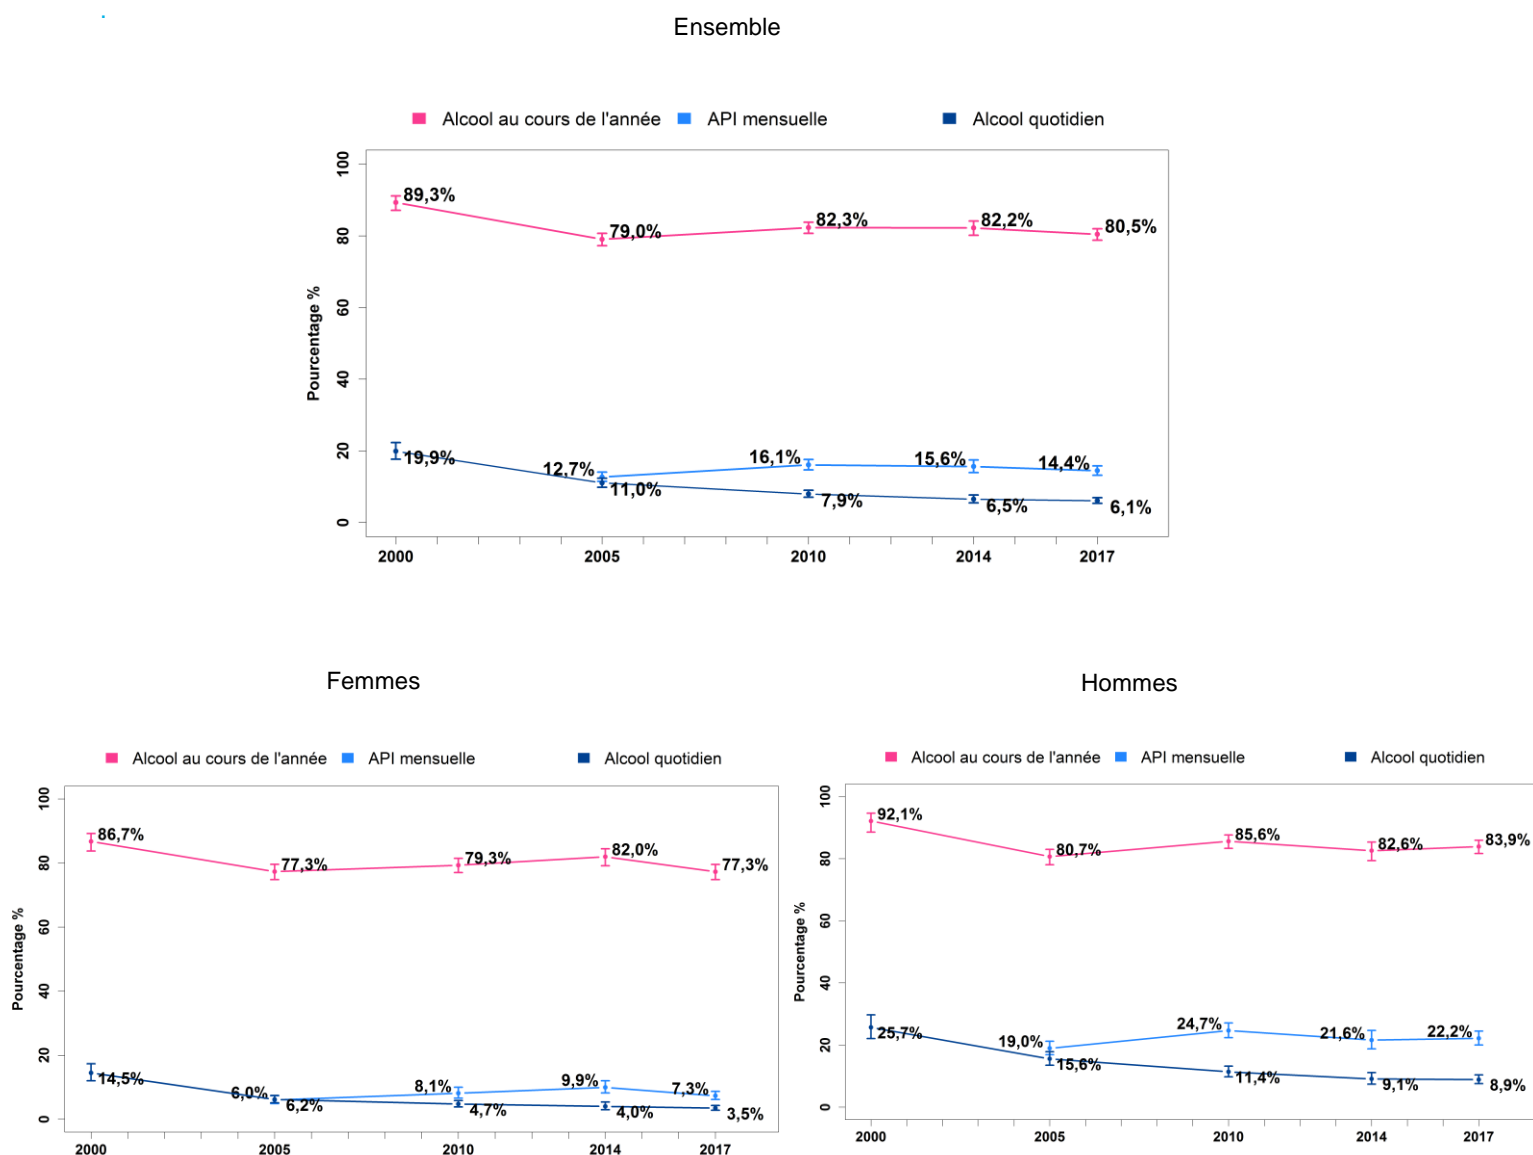 Ensemble
Alcool au cours de l'année API mensuelle Alcool quotidien
Pourcentage %
100
80
60
40
20
0
89,3% 79,0% 82,3% 82,2% 80,5%
12,7% 16,1% 15,6% 14,4%
19,9% 11,0% 7,9% 6,5% 6,1%
2000 2005 2010 2014 2017
Femmes
Alcool au cours de l'année API mensuelle Alcool quotidien
Pourcentage %
100
80
60
40
20
0
86,7% 77,3% 79,3% 82,0% 77,3%
6,0% 8,1% 9,9% 7,3%
14,5% 6,2% 4,7% 4,0% 3,5%
2000 2005 2010 2014 2017
Hommes
Alcool au cours de l'année API mensuelle Alcool quotidien
Pourcentage %
100
80
60
40
20
0
92,1% 80,7% 85,6% 82,6% 83,9%
19,0% 24,7% 21,6% 22,2%
25,7% 15,6% 11,4% 9,1% 8,9%
2000 2005 2010 2014 2017